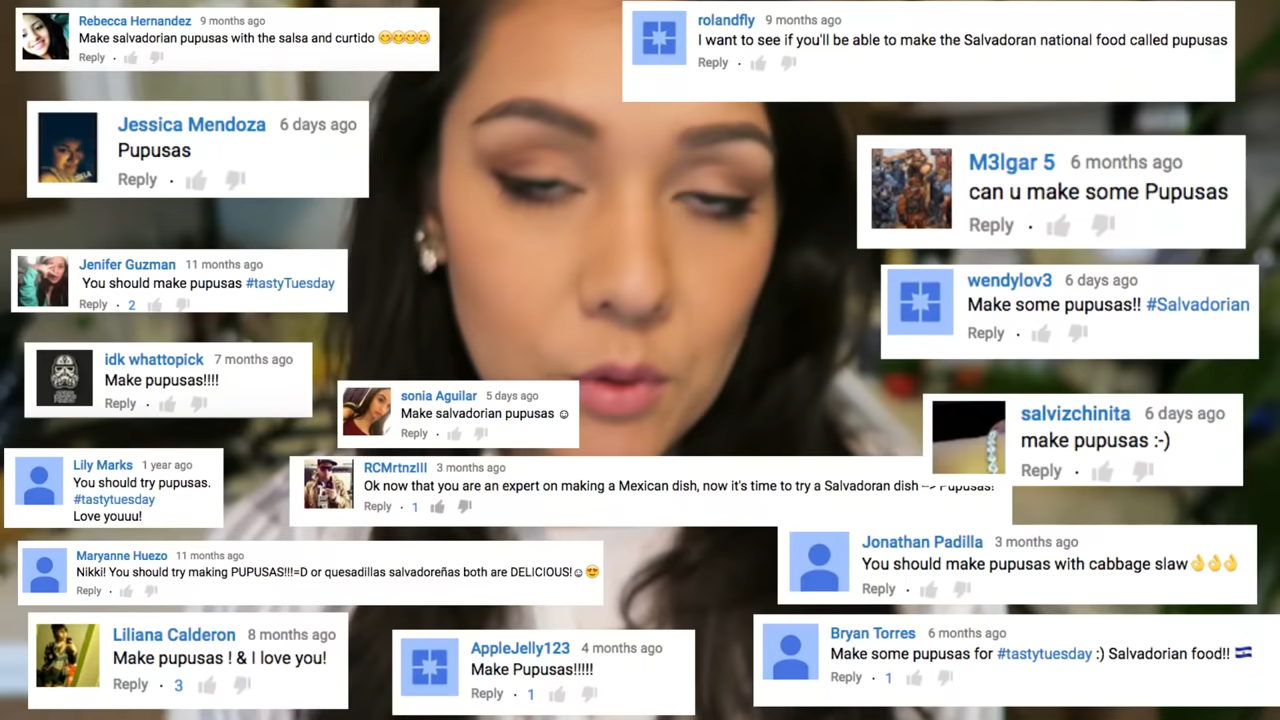 Rebecca Hernandez 9 months ago
Make salvadorian pupusas with the salsa and curtido 😋😋😋😋
Reply ·
rolandfly 9 months ago
I want to see if you'll be able to make the Salvadoran national food called pupusas
Reply ·
Jessica Mendoza 6 days ago
Pupusas
Reply ·
M3lgar 5 6 months ago
can u make some Pupusas
Reply ·
Jenifer Guzman 11 months ago
You should make pupusas #tastyTuesday
Reply · 2
wendylov3 6 days ago
Make some pupusas!! #Salvadorian
Reply ·
idk whattopick 7 months ago
Make pupusas!!!!
Reply ·
sonia Aguilar 5 days ago
Make salvadorian pupusas ☺
Reply ·
salvizchinita 6 days ago
make pupusas :-)
Reply ·
Lily Marks 1 year ago
You should try pupusas.
#tastytuesday
Love youuu!
RCMrtnzIII 3 months ago
Ok now that you are an expert on making a Mexican dish, now it's time to try a Salvadoran dish --> Pupusas!
Reply · 1
Maryanne Huezo 11 months ago
Nikki! You should try making PUPUSAS!!!=D or quesadillas salvadoreñas both are DELICIOUS!☺😍
Reply ·
Jonathan Padilla 3 months ago
You should make pupusas with cabbage slaw👌👌👌
Reply ·
Liliana Calderon 8 months ago
Make pupusas ! & I love you!
Reply · 3
AppleJelly123 4 months ago
Make Pupusas!!!!!
Reply · 1
Bryan Torres 6 months ago
Make some pupusas for #tastytuesday :) Salvadorian food!! 🇸🇻
Reply · 1